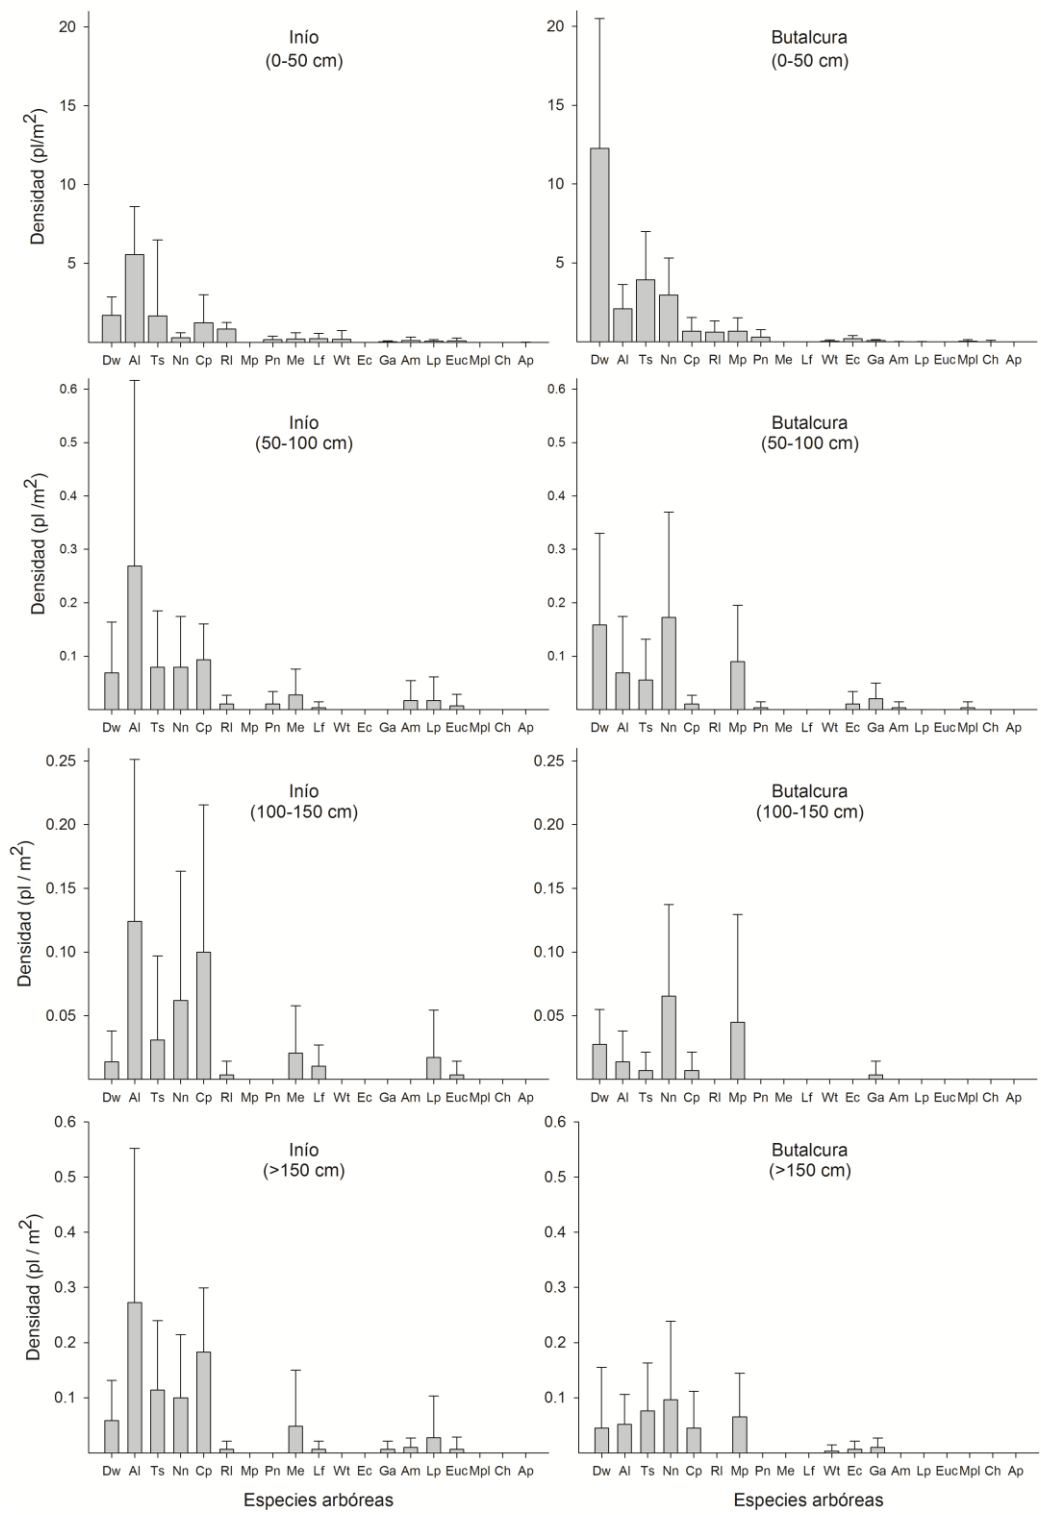 Inío
(0-50 cm)
Densidad (pl/m2)
20
15
10
5
Dw Al Ts Nn Cp Rl Mp Pn Me Lf Wt Ec Ga Am Lp Euc Mpl Ch Ap
Butalcura
(0-50 cm)
20
15
10
5
Dw Al Ts Nn Cp Rl Mp Pn Me Lf Wt Ec Ga Am Lp Euc Mpl Ch Ap
Inío
(50-100 cm)
Densidad (pl /m2)
0.6
0.5
0.4
0.3
0.2
0.1
Dw Al Ts Nn Cp Rl Mp Pn Me Lf Wt Ec Ga Am Lp Euc Mpl Ch Ap
Butalcura
(50-100 cm)
0.6
0.5
0.4
0.3
0.2
0.1
Dw Al Ts Nn Cp Rl Mp Pn Me Lf Wt Ec Ga Am Lp Euc Mpl Ch Ap
Inío
(100-150 cm)
Densidad (pl / m2)
0.25
0.20
0.15
0.10
0.05
Dw Al Ts Nn Cp Rl Mp Pn Me Lf Wt Ec Ga Am Lp Euc Mpl Ch Ap
Butalcura
(100-150 cm)
0.25
0.20
0.15
0.10
0.05
Dw Al Ts Nn Cp Rl Mp Pn Me Lf Wt Ec Ga Am Lp Euc Mpl Ch Ap
Inío
(>150 cm)
Densidad (pl / m2)
0.6
0.5
0.4
0.3
0.2
0.1
Dw Al Ts Nn Cp Rl Mp Pn Me Lf Wt Ec Ga Am Lp Euc Mpl Ch Ap
Especies arbóreas
Butalcura
(>150 cm)
0.6
0.5
0.4
0.3
0.2
0.1
Dw Al Ts Nn Cp Rl Mp Pn Me Lf Wt Ec Ga Am Lp Euc Mpl Ch Ap
Especies arbóreas